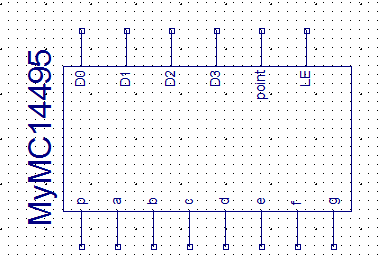 MyMC14495
D0 D1 D2 D3 point LE
p a b c d e f g